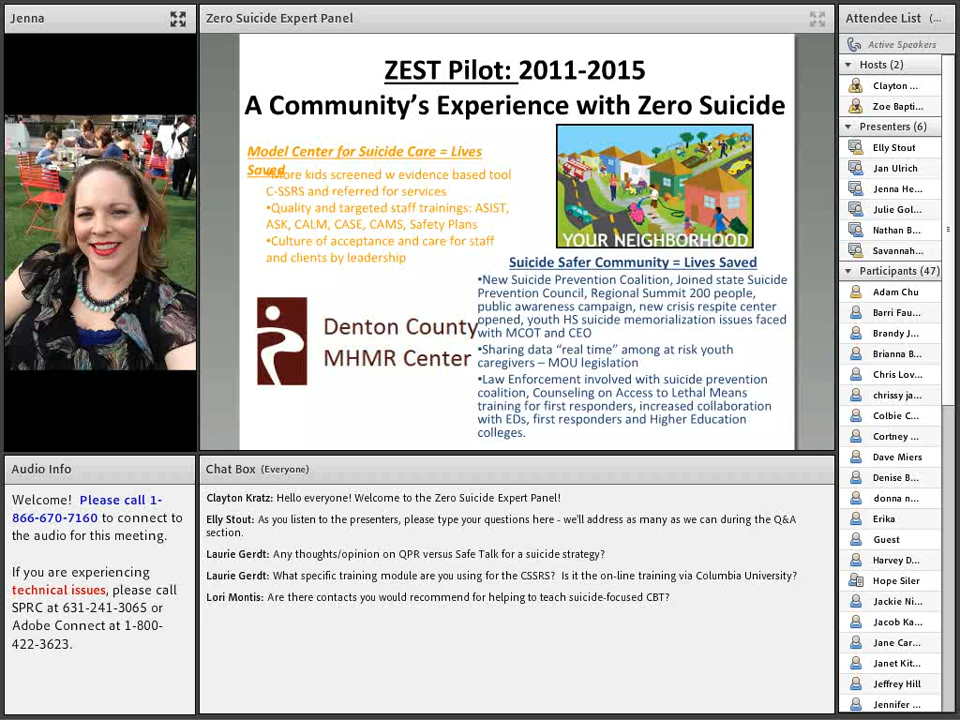 Jenna
Zero Suicide Expert Panel
ZEST Pilot: 2011-2015
A Community's Experience with Zero Suicide
Model Center for Suicide Care = Lives
Saved
•More kids screened w evidence based tool
C-SSRS and referred for services
•Quality and targeted staff trainings: ASIST,
ASK, CALM, CASE, CAMS, Safety Plans
•Culture of acceptance and care for staff
and clients by leadership
YOUR NEIGHBORHOOD
Denton County
MHMR Center
Suicide Safer Community = Lives Saved
•New Suicide Prevention Coalition, Joined state Suicide
Prevention Council, Regional Summit 200 people,
public awareness campaign, new crisis respite center
opened, youth HS suicide memorialization issues faced
with MCOT and CEO
•Sharing data “real time” among at risk youth
caregivers – MOU legislation
•Law Enforcement involved with suicide prevention
coalition, Counseling on Access to Lethal Means
training for first responders, increased collaboration
with EDs, first responders and Higher Education
colleges.
Attendee List (...
Active Speakers
Hosts (2)
Clayton ...
Zoe Bapti...
Presenters (6)
Elly Stout
Jan Ulrich
Jenna He...
Julie Gol...
Nathan B...
Savannah...
Participants (47)
Adam Chu
Barri Fau...
Brandy J...
Brianna B...
Chris Lov...
chrissy ja...
Colbie C...
Cortney ...
Dave Miers
Denise B...
donna n...
Erika
Guest
Harvey D...
Hope Siler
Jackie Ni...
Jacob Ka...
Jane Car...
Janet Kit...
Jeffrey Hill
Jennifer ...
Audio Info
Welcome! Please call 1-
866-670-7160 to connect to
the audio for this meeting.
If you are experiencing
technical issues, please call
SPRC at 631-241-3065 or
Adobe Connect at 1-800-
422-3623.
Chat Box (Everyone)
Clayton Kratz: Hello everyone! Welcome to the Zero Suicide Expert Panel!
Elly Stout: As you listen to the presenters, please type your questions here - we'll address as many as we can during the Q&A
section.
Laurie Gerdt: Any thoughts/opinion on QPR versus Safe Talk for a suicide strategy?
Laurie Gerdt: What specific training module are you using for the CSSRS? Is it the on-line training via Columbia University?
Lori Montis: Are there contacts you would recommend for helping to teach suicide-focused CBT?